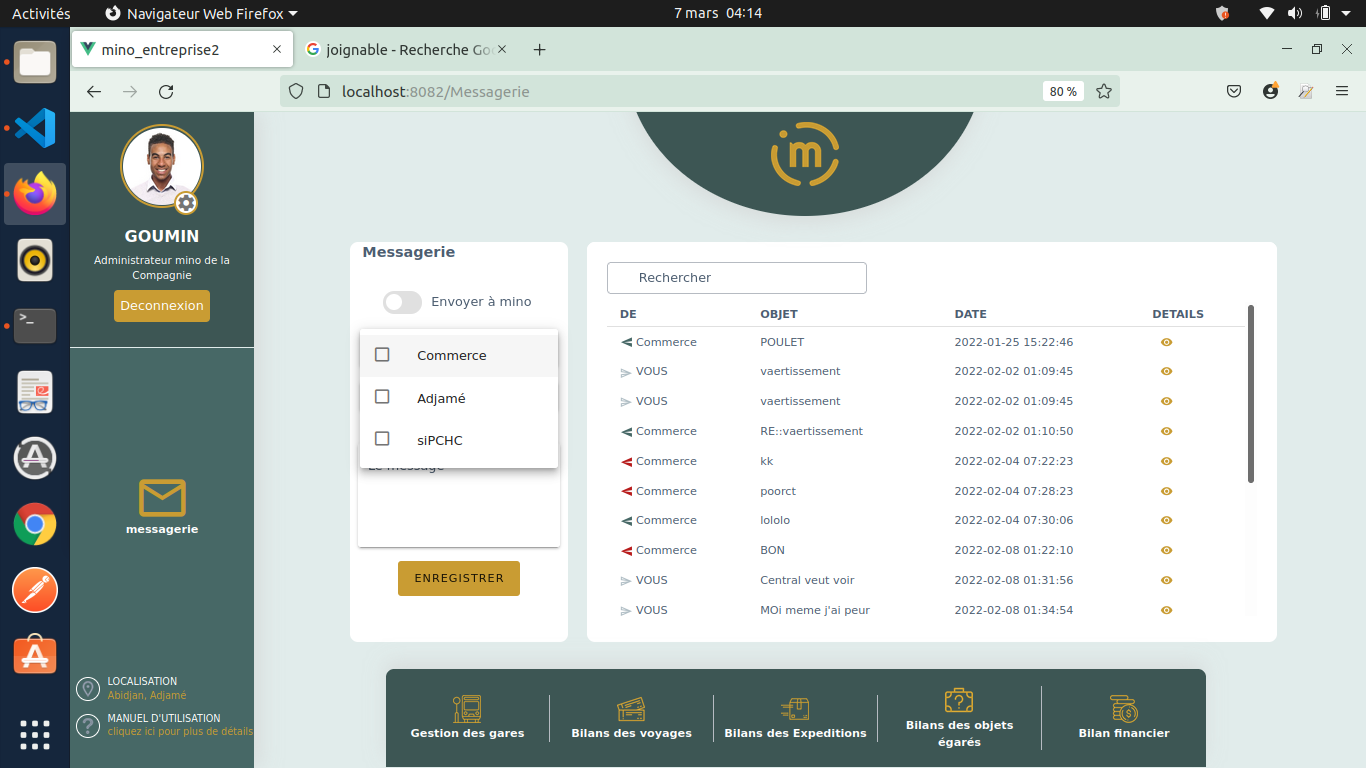 Activités
Navigateur Web Firefox
7 mars 04:14
mino_entreprise2
joignable - Recherche Goo
localhost:8082/Messagerie
80 %
im
GOUMIN
Administrateur mino de la
Compagnie
Deconnexion
messagerie
LOCALISATION
Abidjan, Adjamé
MANUEL D'UTILISATION
cliquez ici pour plus de détails
Messagerie
Envoyer à mino
Commerce
Adjamé
siPCHC
Le message
ENREGISTRER
Rechercher
DE OBJET DATE DETAILS
Commerce POULET 2022-01-25 15:22:46
VOUS vaertissement 2022-02-02 01:09:45
VOUS vaertissement 2022-02-02 01:09:45
Commerce RE::vaertissement 2022-02-02 01:10:50
Commerce kk 2022-02-04 07:22:23
Commerce poorct 2022-02-04 07:28:23
Commerce lololo 2022-02-04 07:30:06
Commerce BON 2022-02-08 01:22:10
VOUS Central veut voir 2022-02-08 01:31:56
VOUS MOi meme j'ai peur 2022-02-08 01:34:54
Gestion des gares
Bilans des voyages
Bilans des Expeditions
Bilans des objets
égarés
Bilan financier